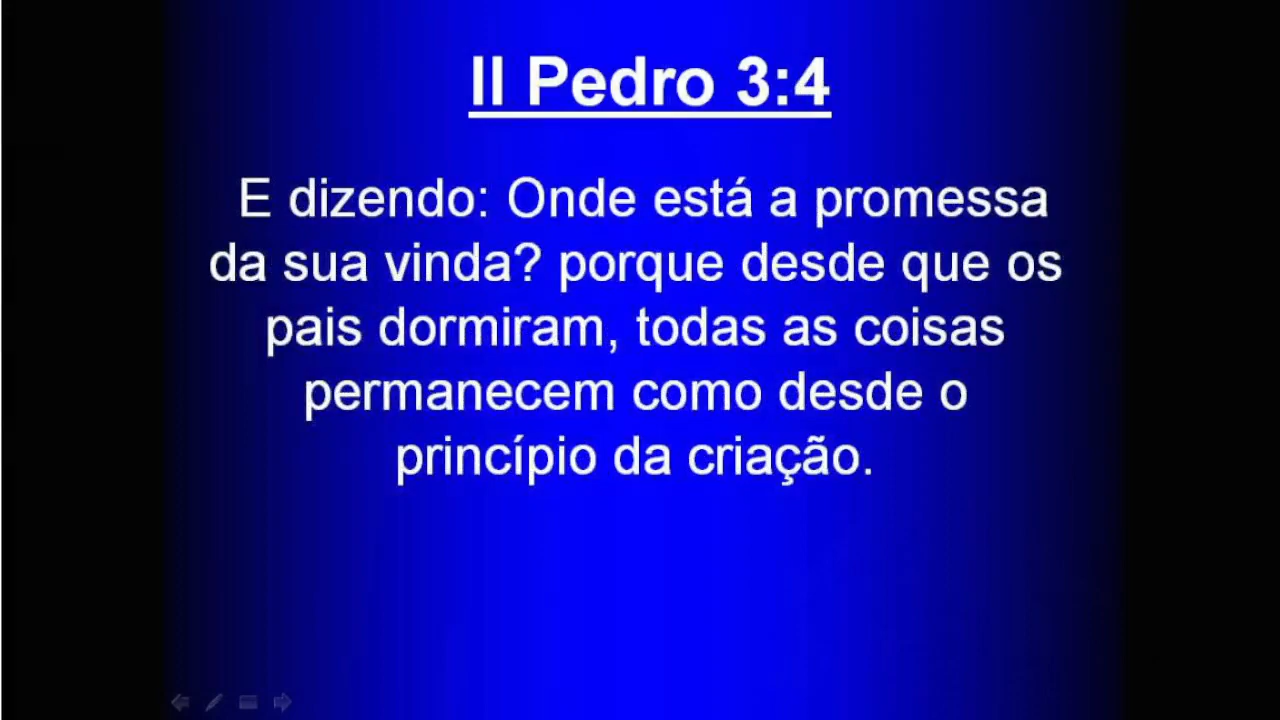 II Pedro 3:4
E dizendo: Onde está a promessa
da sua vinda? porque desde que os
pais dormiram, todas as coisas
permanecem como desde o
princípio da criação.